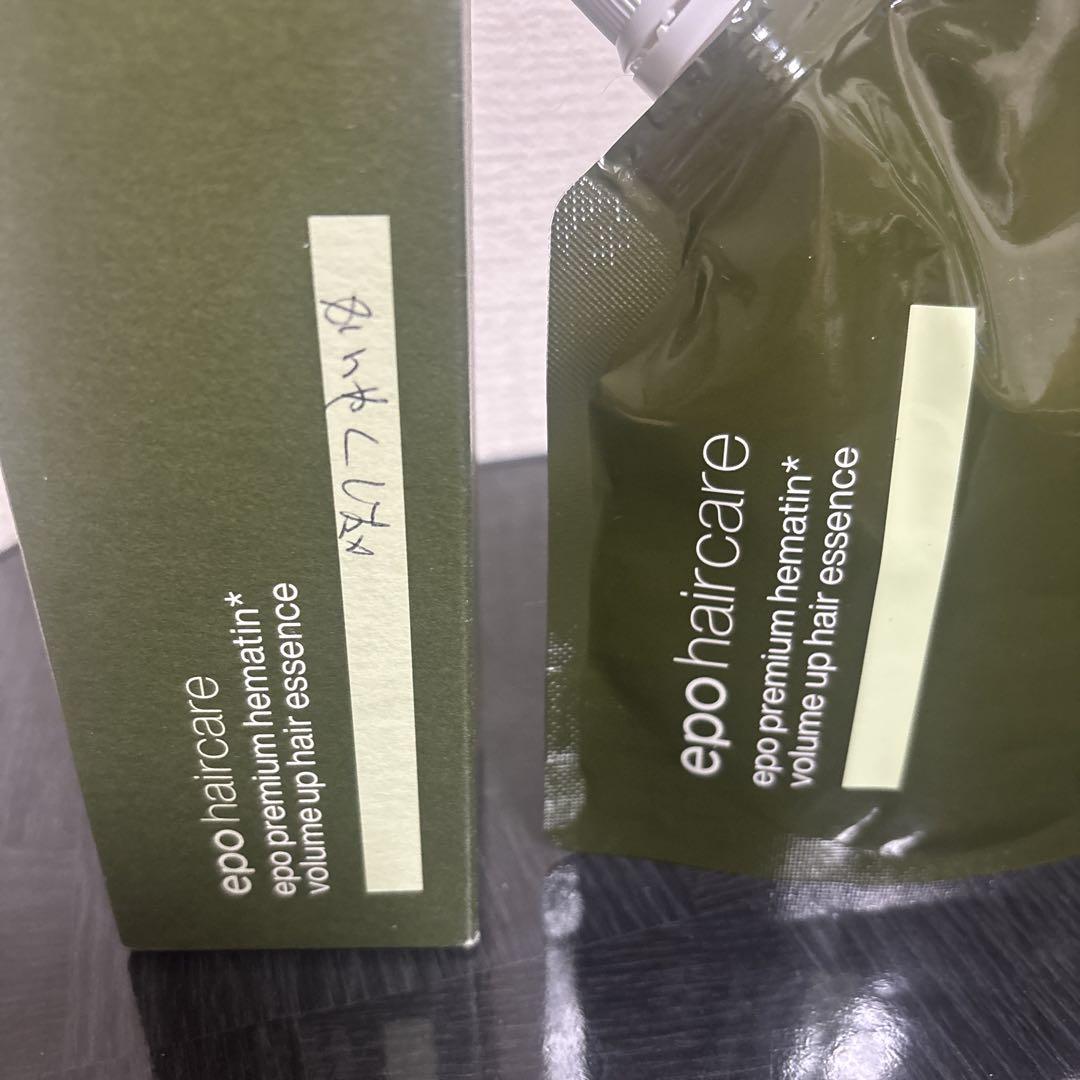 epo haircare
epo premium hematin*
volume up hair essence
epo haircare
epo premium hematin*
volume up hair essence